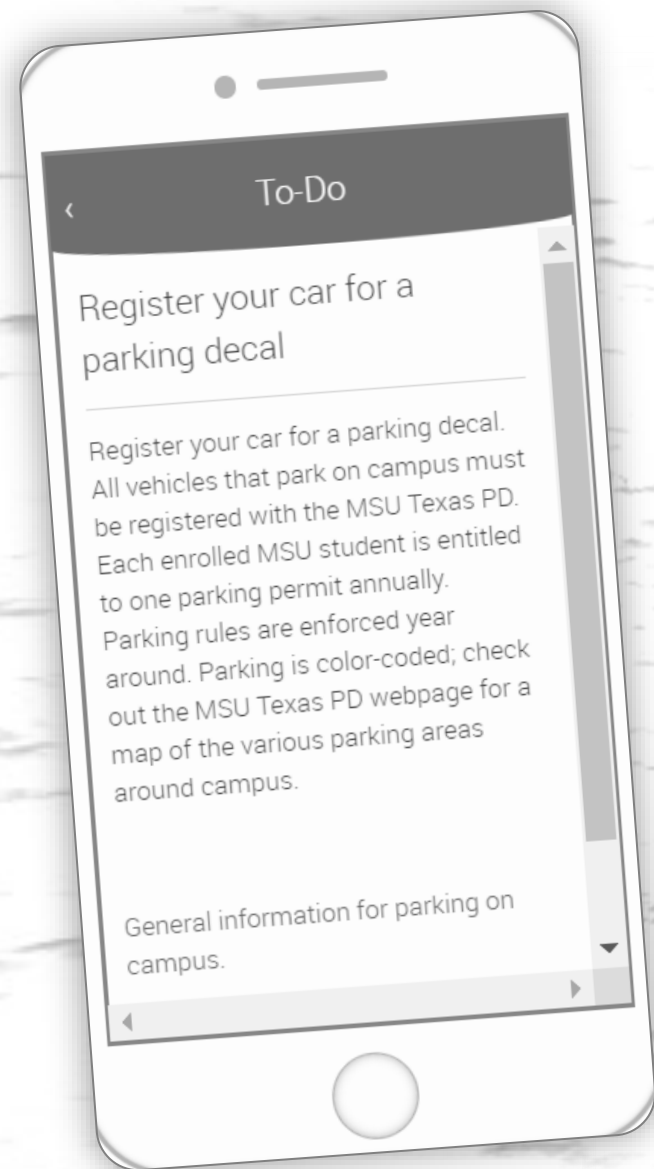 To-Do
Register your car for a
parking decal
Register your car for a parking decal.
All vehicles that park on campus must
be registered with the MSU Texas PD.
Each enrolled MSU student is entitled
to one parking permit annually.
Parking rules are enforced year
around. Parking is color-coded; check
out the MSU Texas PD webpage for a
map of the various parking areas
around campus.
General information for parking on
campus.